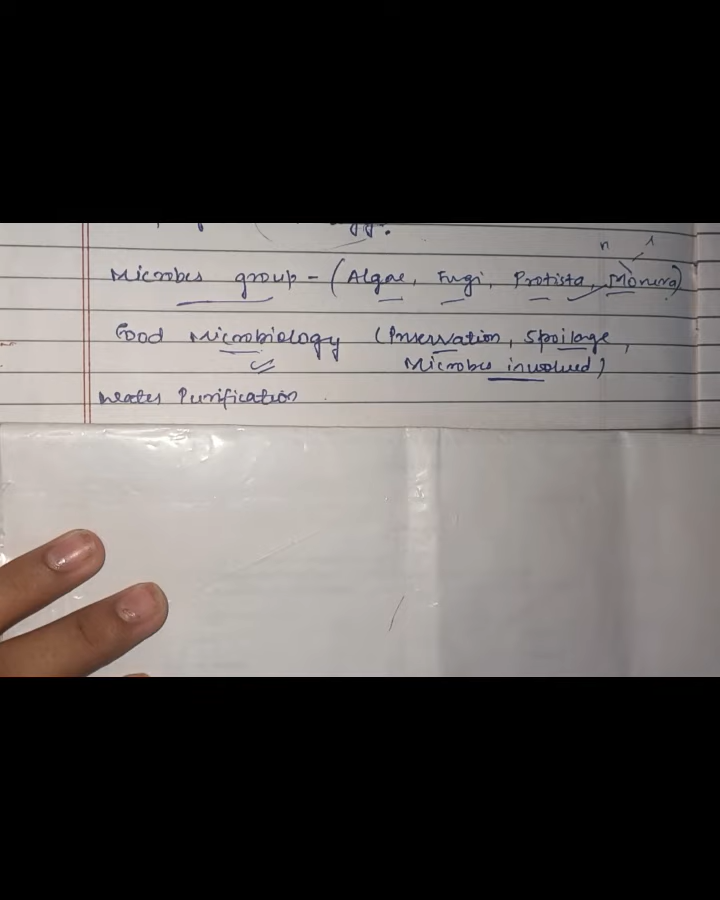 Microbes group - (Algae, Fugi, Protista, Monera)
Food Microbiology (Preservation, Spoilage,
Microbes involved)
Water Purification